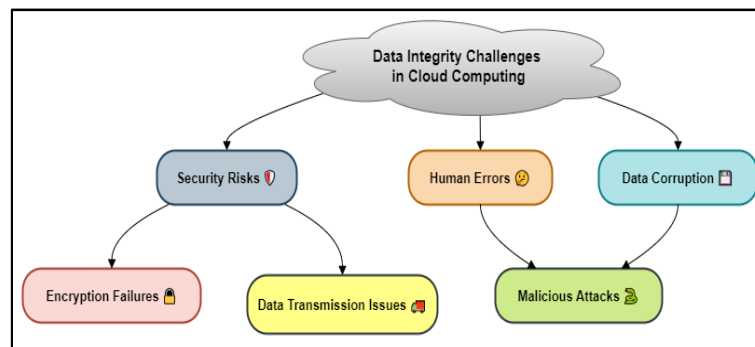 Data Integrity Challenges
in Cloud Computing
Security Risks
Human Errors
Data Corruption
Encryption Failures
Data Transmission Issues
Malicious Attacks